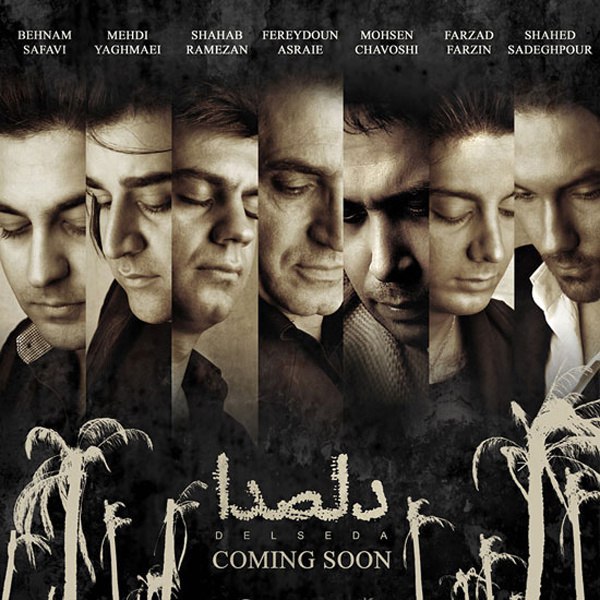 BEHNAM SAFAVI
MEHDI YAGHMAEI
SHAHAB RAMEZAN
FEREYDOUN ASRAIE
MOHSEN CHAVOSHI
FARZAD FARZIN
SHAHED SADEGHPOUR
دلصدا
DELSEDA
COMING SOON